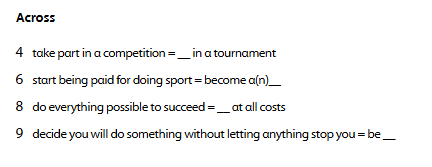 Across
4 take part in a competition = __ in a tournament
6 start being paid for doing sport = become a(n)__
8 do everything possible to succeed = __ at all costs
9 decide you will do something without letting anything stop you = be __